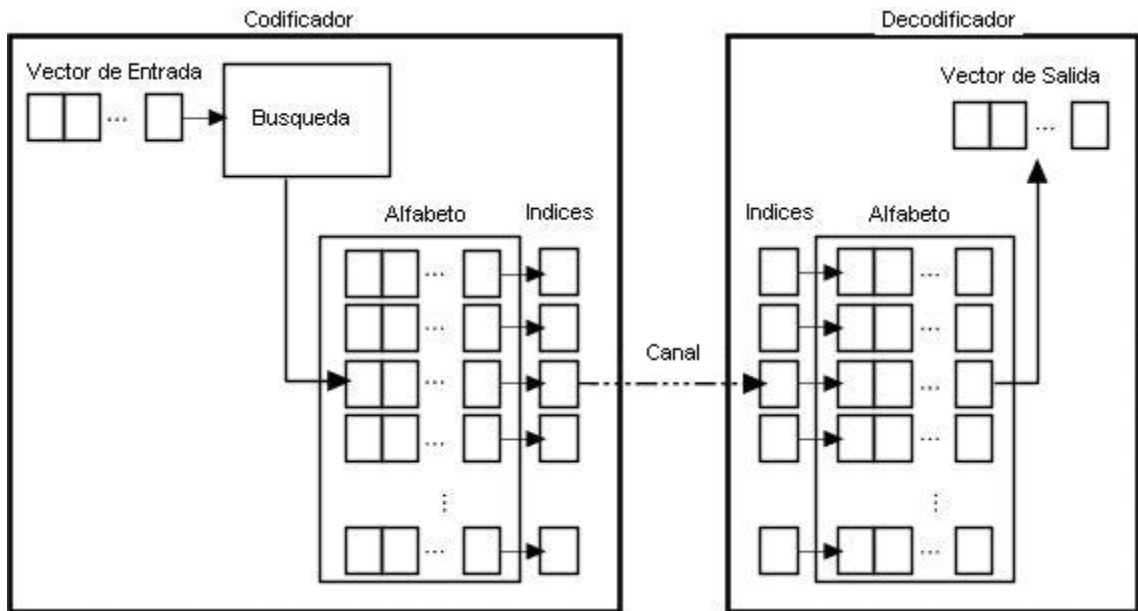 Codificador
Vector de Entrada
...
Busqueda
Alfabeto
Indices
...
...
...
...
...
...
Canal
Decodificador
Vector de Salida
...
Indices
Alfabeto
...
...
...
...
...
...